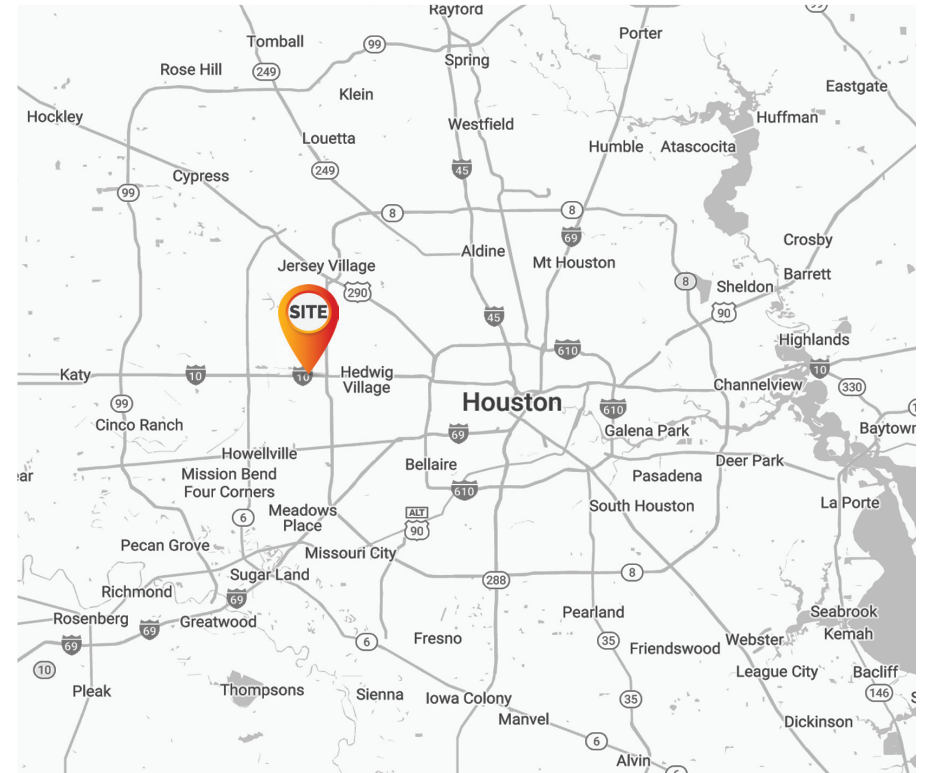 Rayford
Porter
Tomball
99
Spring
Rose Hill
249
Klein
Eastgate
Hockley
Westfield
Huffman
Louetta
Humble
Atascocita
249
45
Cypress
99
8
8
69
Crosby
Aldine
Mt Houston
Jersey Village
Barrett
8
Sheldon
290
SITE
90
45
Highlands
610
Katy
10
10
Hedwig
Village
10
Channelview
330
99
Houston
610
Cinco Ranch
Galena Park
Baytown
69
Howellville
Bellaire
Deer Park
Mission Bend
Pasadena
Four Corners
610
La Porte
South Houston
Meadows
Place
6
ALT
90
Pecan Grove
Missouri City
Sugar Land
8
288
Richmond
69
Rosenberg
Greatwood
Pearland
Seabrook
69
69
6
Fresno
35
Webster
Kemah
Friendswood
10
League City
Bacliff
Pleak
Thompsons
Sienna
Iowa Colony
35
146
Manvel
Dickinson
6
Alvin